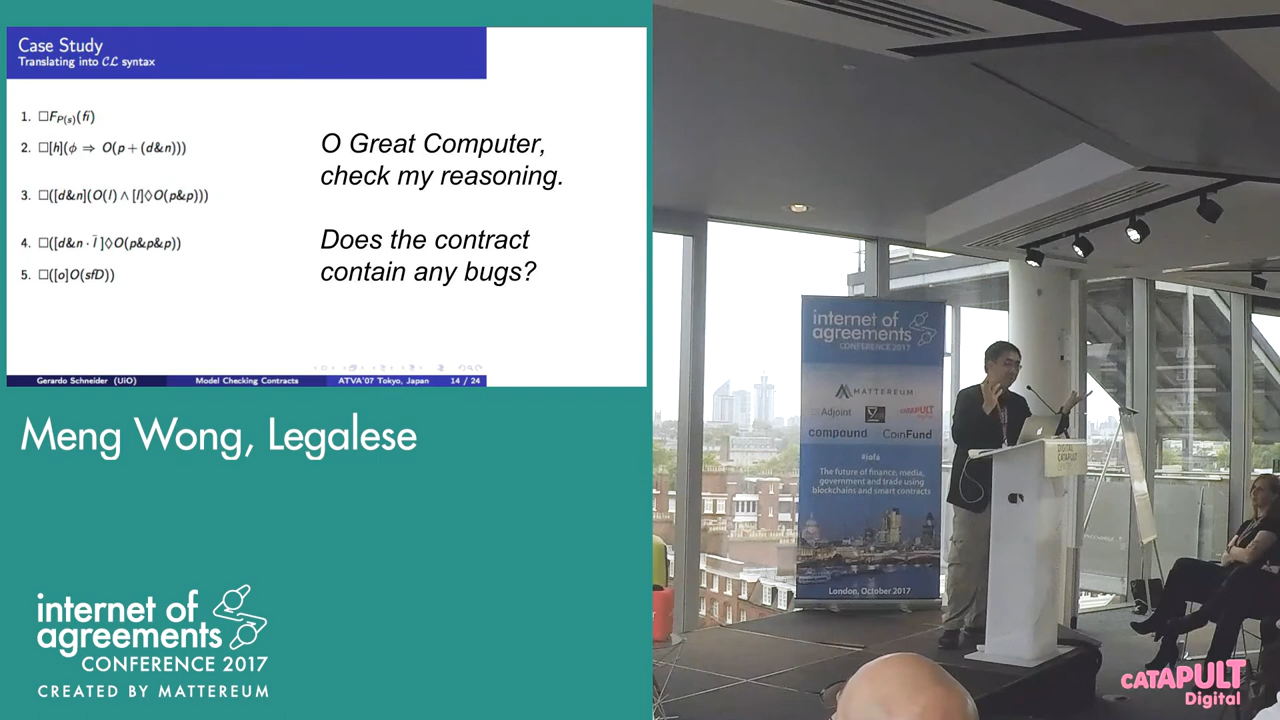 Case Study
Translating into CL syntax
1. □F_P(s)(fi)
2. □[h](ϕ ⇒ O(p + (d&n)))
3. □([d&n](O(l) ∧ [l]◊O(p&p)))
4. □([d&n · l̄ ]◊O(p&p&p))
5. □([o]O(sfD))
O Great Computer,
check my reasoning.
Does the contract
contain any bugs?
Gerardo Schneider (UiO) Model Checking Contracts ATVA'07 Tokyo, Japan 14 / 24
Meng Wong, Legalese
internet of
agreements
CONFERENCE 2017
CREATED BY MATTEREUM
internet of
agreements
CONFERENCE 2017
MATTEREUM
Adjoint
CATAPULT
compound CoinFund
#iofa
The future of finance, media,
government and trade using
blockchains and smart contracts
London, October 2017
DIGITAL
CATAPULT
CATAPULT
Digital